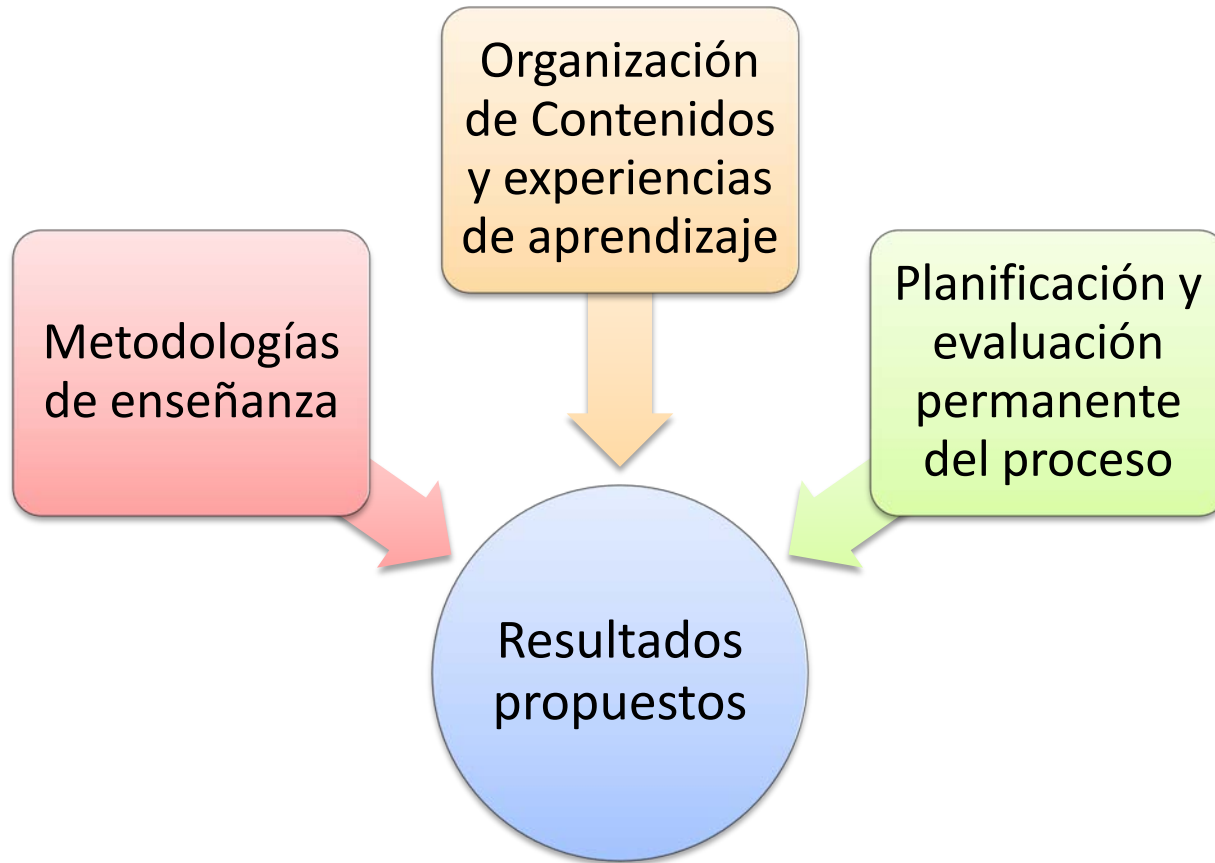 Organización
de Contenidos
y experiencias
de aprendizaje
Metodologías
de enseñanza
Planificación y
evaluación
permanente
del proceso
Resultados
propuestos